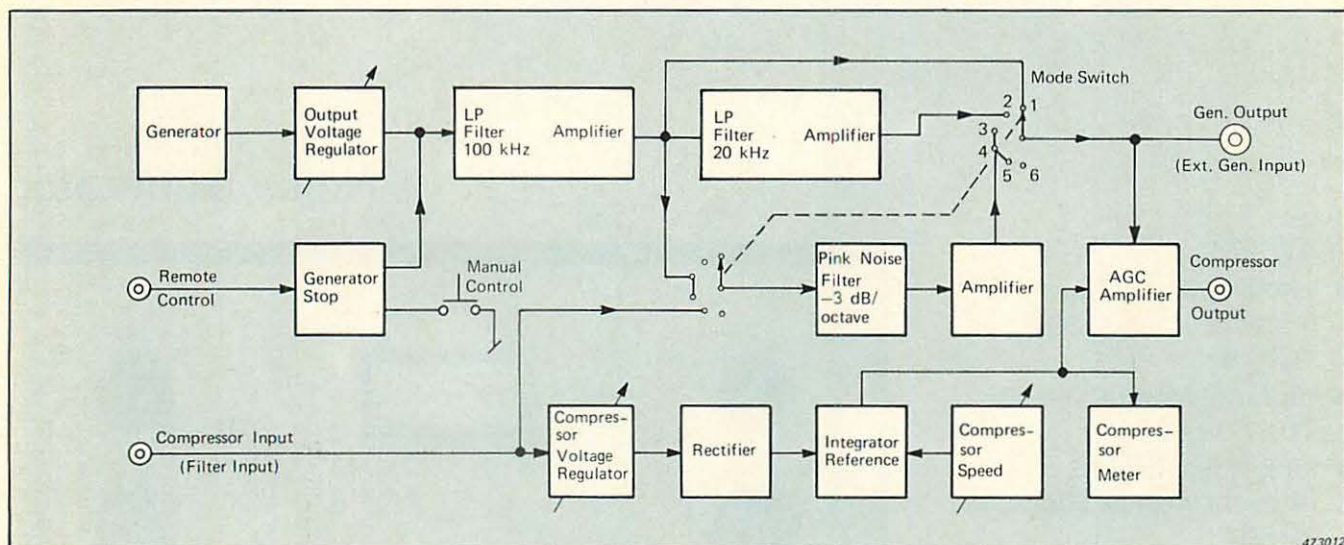 Generator
Output
Voltage
Regulator
LP
Filter
100 kHz
Amplifier
LP
Filter
20 kHz
Amplifier
Mode Switch
1
2
3
4
5
6
Gen. Output
(Ext. Gen. Input)
Remote
Control
Generator
Stop
Manual
Control
Pink Noise
Filter
–3 dB/
octave
Amplifier
AGC
Amplifier
Compressor
Output
Compressor Input
(Filter Input)
Compres–
sor
Voltage
Regulator
Rectifier
Integrator
Reference
Compres–
sor
Speed
Compres–
sor
Meter